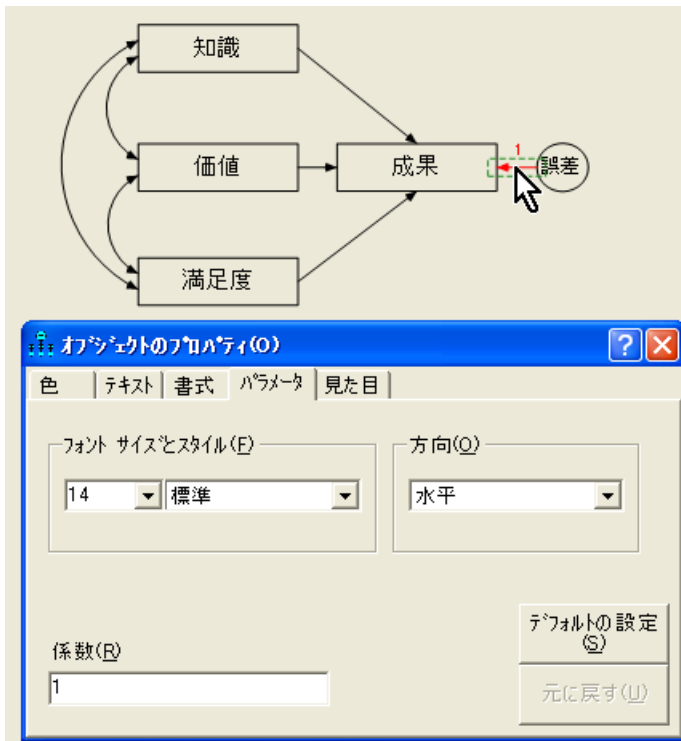 知識
価値
成果
1
誤差
満足度
オブジェクトのプロパティ(O)
色
テキスト
書式
パラメータ
見た目
フォント サイズとスタイル(F)
方向(O)
14
標準
水平
デフォルトの設定
(S)
係数(R)
1
元に戻す(U)